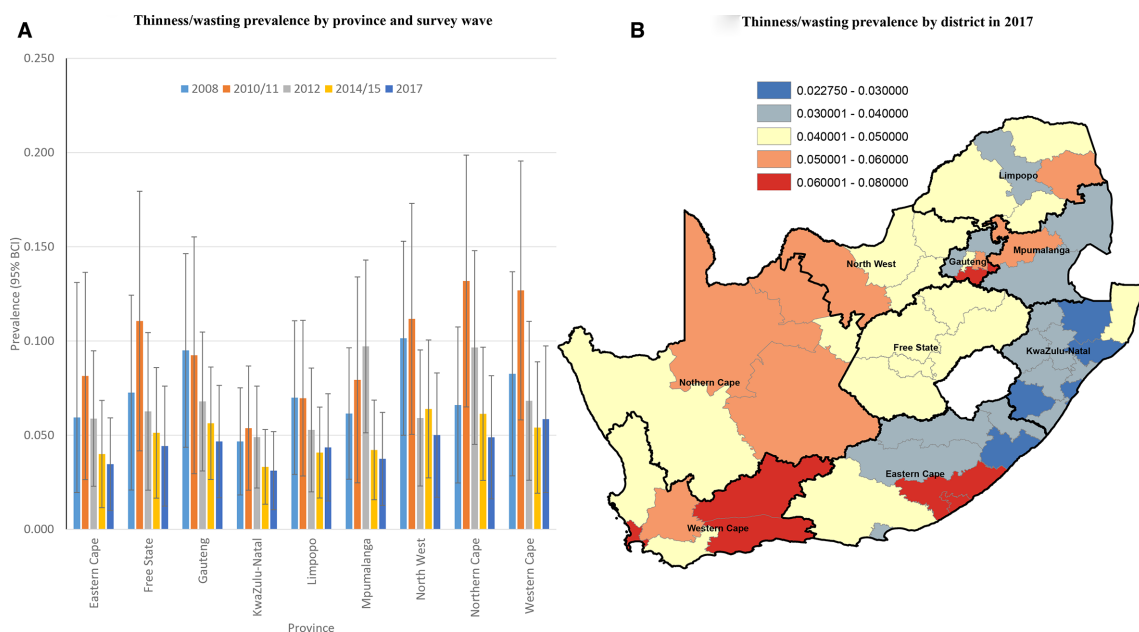 Thinness/wasting prevalence by province and survey wave
A
0.250
0.200
0.150
0.100
0.050
0.000
Prevalence (95% BCI)
2008 2010/11 2012 2014/15 2017
Eastern Cape
Free State
Gauteng
KwaZulu-Natal
Limpopo
Mpumalanga
North West
Northern Cape
Western Cape
Province
Thinness/wasting prevalence by district in 2017
B
0.022750 - 0.030000
0.030001 - 0.040000
0.040001 - 0.050000
0.050001 - 0.060000
0.060001 - 0.080000
Limpopo
Mpumalanga
North West
Gauteng
Free State
KwaZulu-Natal
Nothern Cape
Eastern Cape
Western Cape